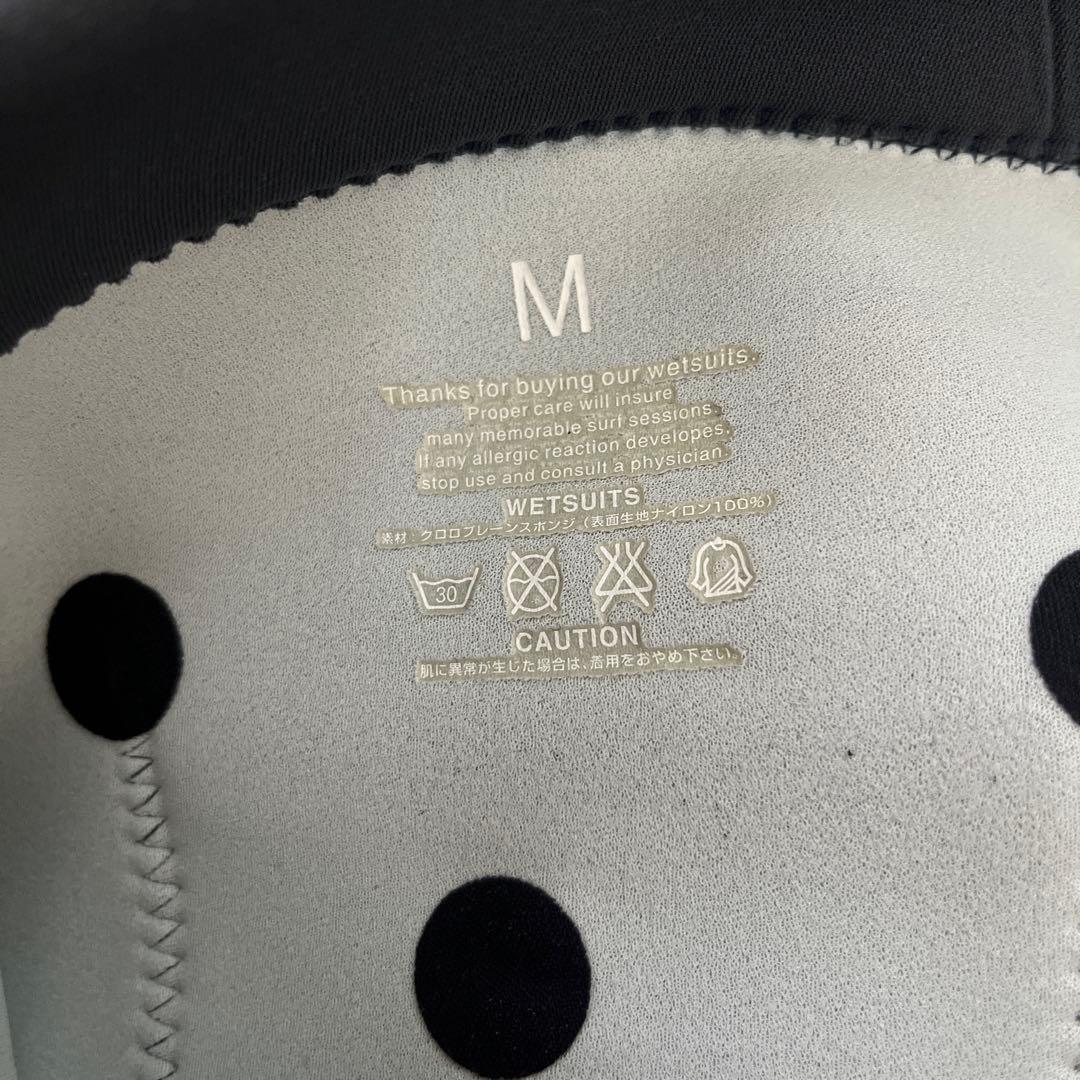 M
Thanks for buying our wetsuits.
Proper care will insure
many memorable surf sessions.
If any allergic reaction developes,
stop use and consult a physician.
WETSUITS
素材：クロロプレーンスポンジ（表面生地ナイロン100%）
30
CAUTION
肌に異常が生じた場合は、着用をおやめ下さい。